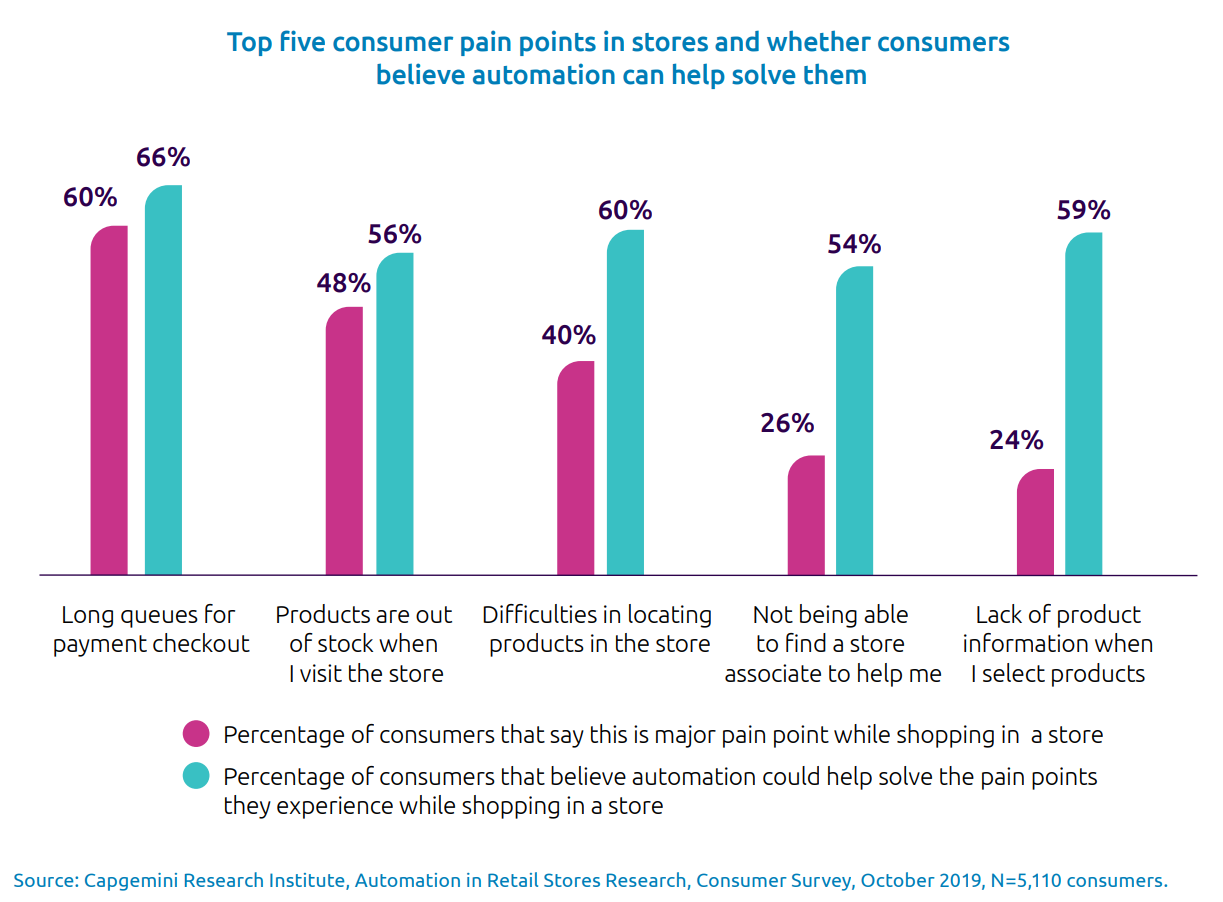 Top five consumer pain points in stores and whether consumers
believe automation can help solve them
60%
66%
48%
56%
40%
60%
26%
54%
24%
59%
Long queues for
payment checkout
Products are out
of stock when
I visit the store
Difficulties in locating
products in the store
Not being able
to find a store
associate to help me
Lack of product
information when
I select products
Percentage of consumers that say this is major pain point while shopping in a store
Percentage of consumers that believe automation could help solve the pain points
they experience while shopping in a store
Source: Capgemini Research Institute, Automation in Retail Stores Research, Consumer Survey, October 2019, N=5,110 consumers.